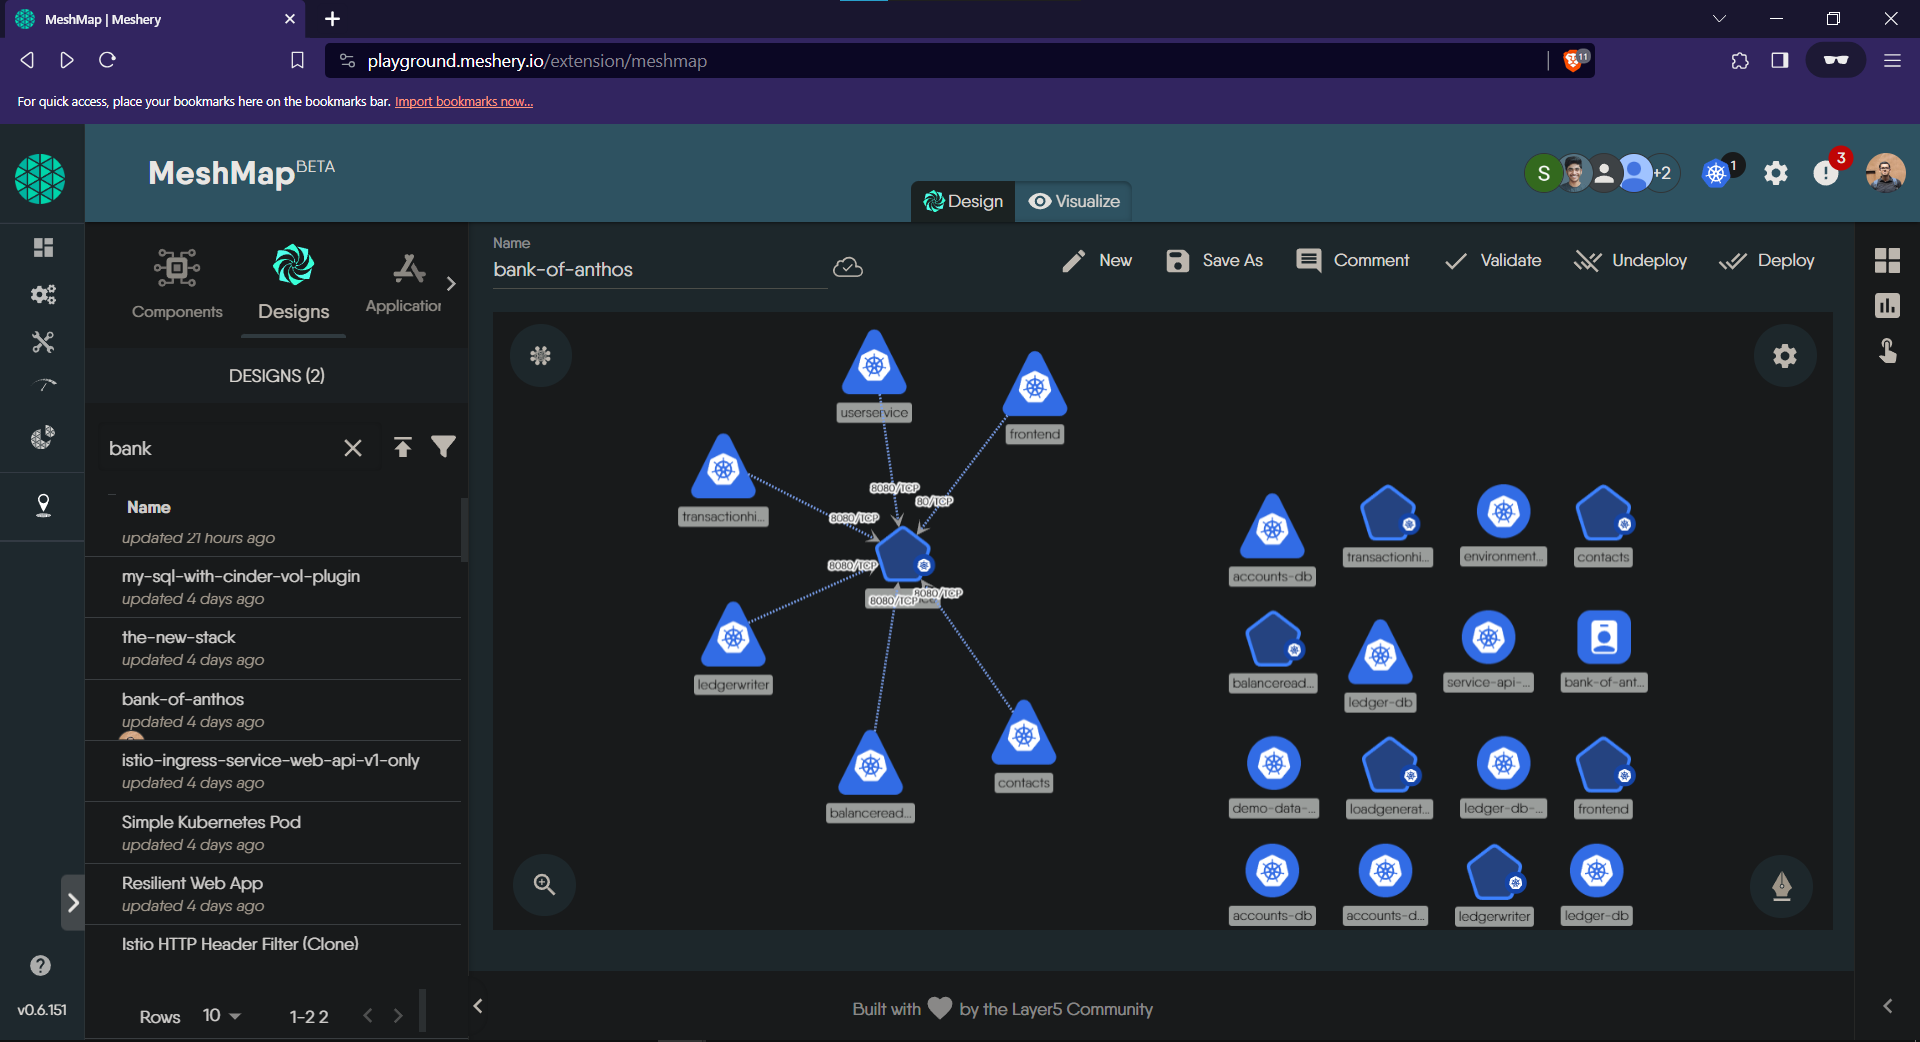 MeshMap | Meshery
playground.meshery.io/extension/meshmap
11
For quick access, place your bookmarks here on the bookmarks bar. Import bookmarks now...
MeshMap BETA
S
+2
1
3
Design
Visualize
Components
Designs
Application
Name
bank-of-anthos
New
Save As
Comment
Validate
Undeploy
Deploy
DESIGNS (2)
bank
Name
updated 21 hours ago
my-sql-with-cinder-vol-plugin
updated 4 days ago
the-new-stack
updated 4 days ago
bank-of-anthos
updated 4 days ago
istio-ingress-service-web-api-v1-only
updated 4 days ago
Simple Kubernetes Pod
updated 4 days ago
Resilient Web App
updated 4 days ago
Istio HTTP Header Filter (Clone)
Rows 10 1-2 2
v0.6.151
userservice
frontend
transactionhi...
8080/TCP
80/TCP
8080/TCP
8080/TCP
8080/TCP
8080/TCP
ledgerwriter
balanceread...
contacts
accounts-db
transactionhi...
environment...
contacts
balanceread...
ledger-db
service-api-...
bank-of-ant...
demo-data-...
loadgenerat...
ledger-db-...
frontend
accounts-db
accounts-d...
ledgerwriter
ledger-db
Built with by the Layer5 Community